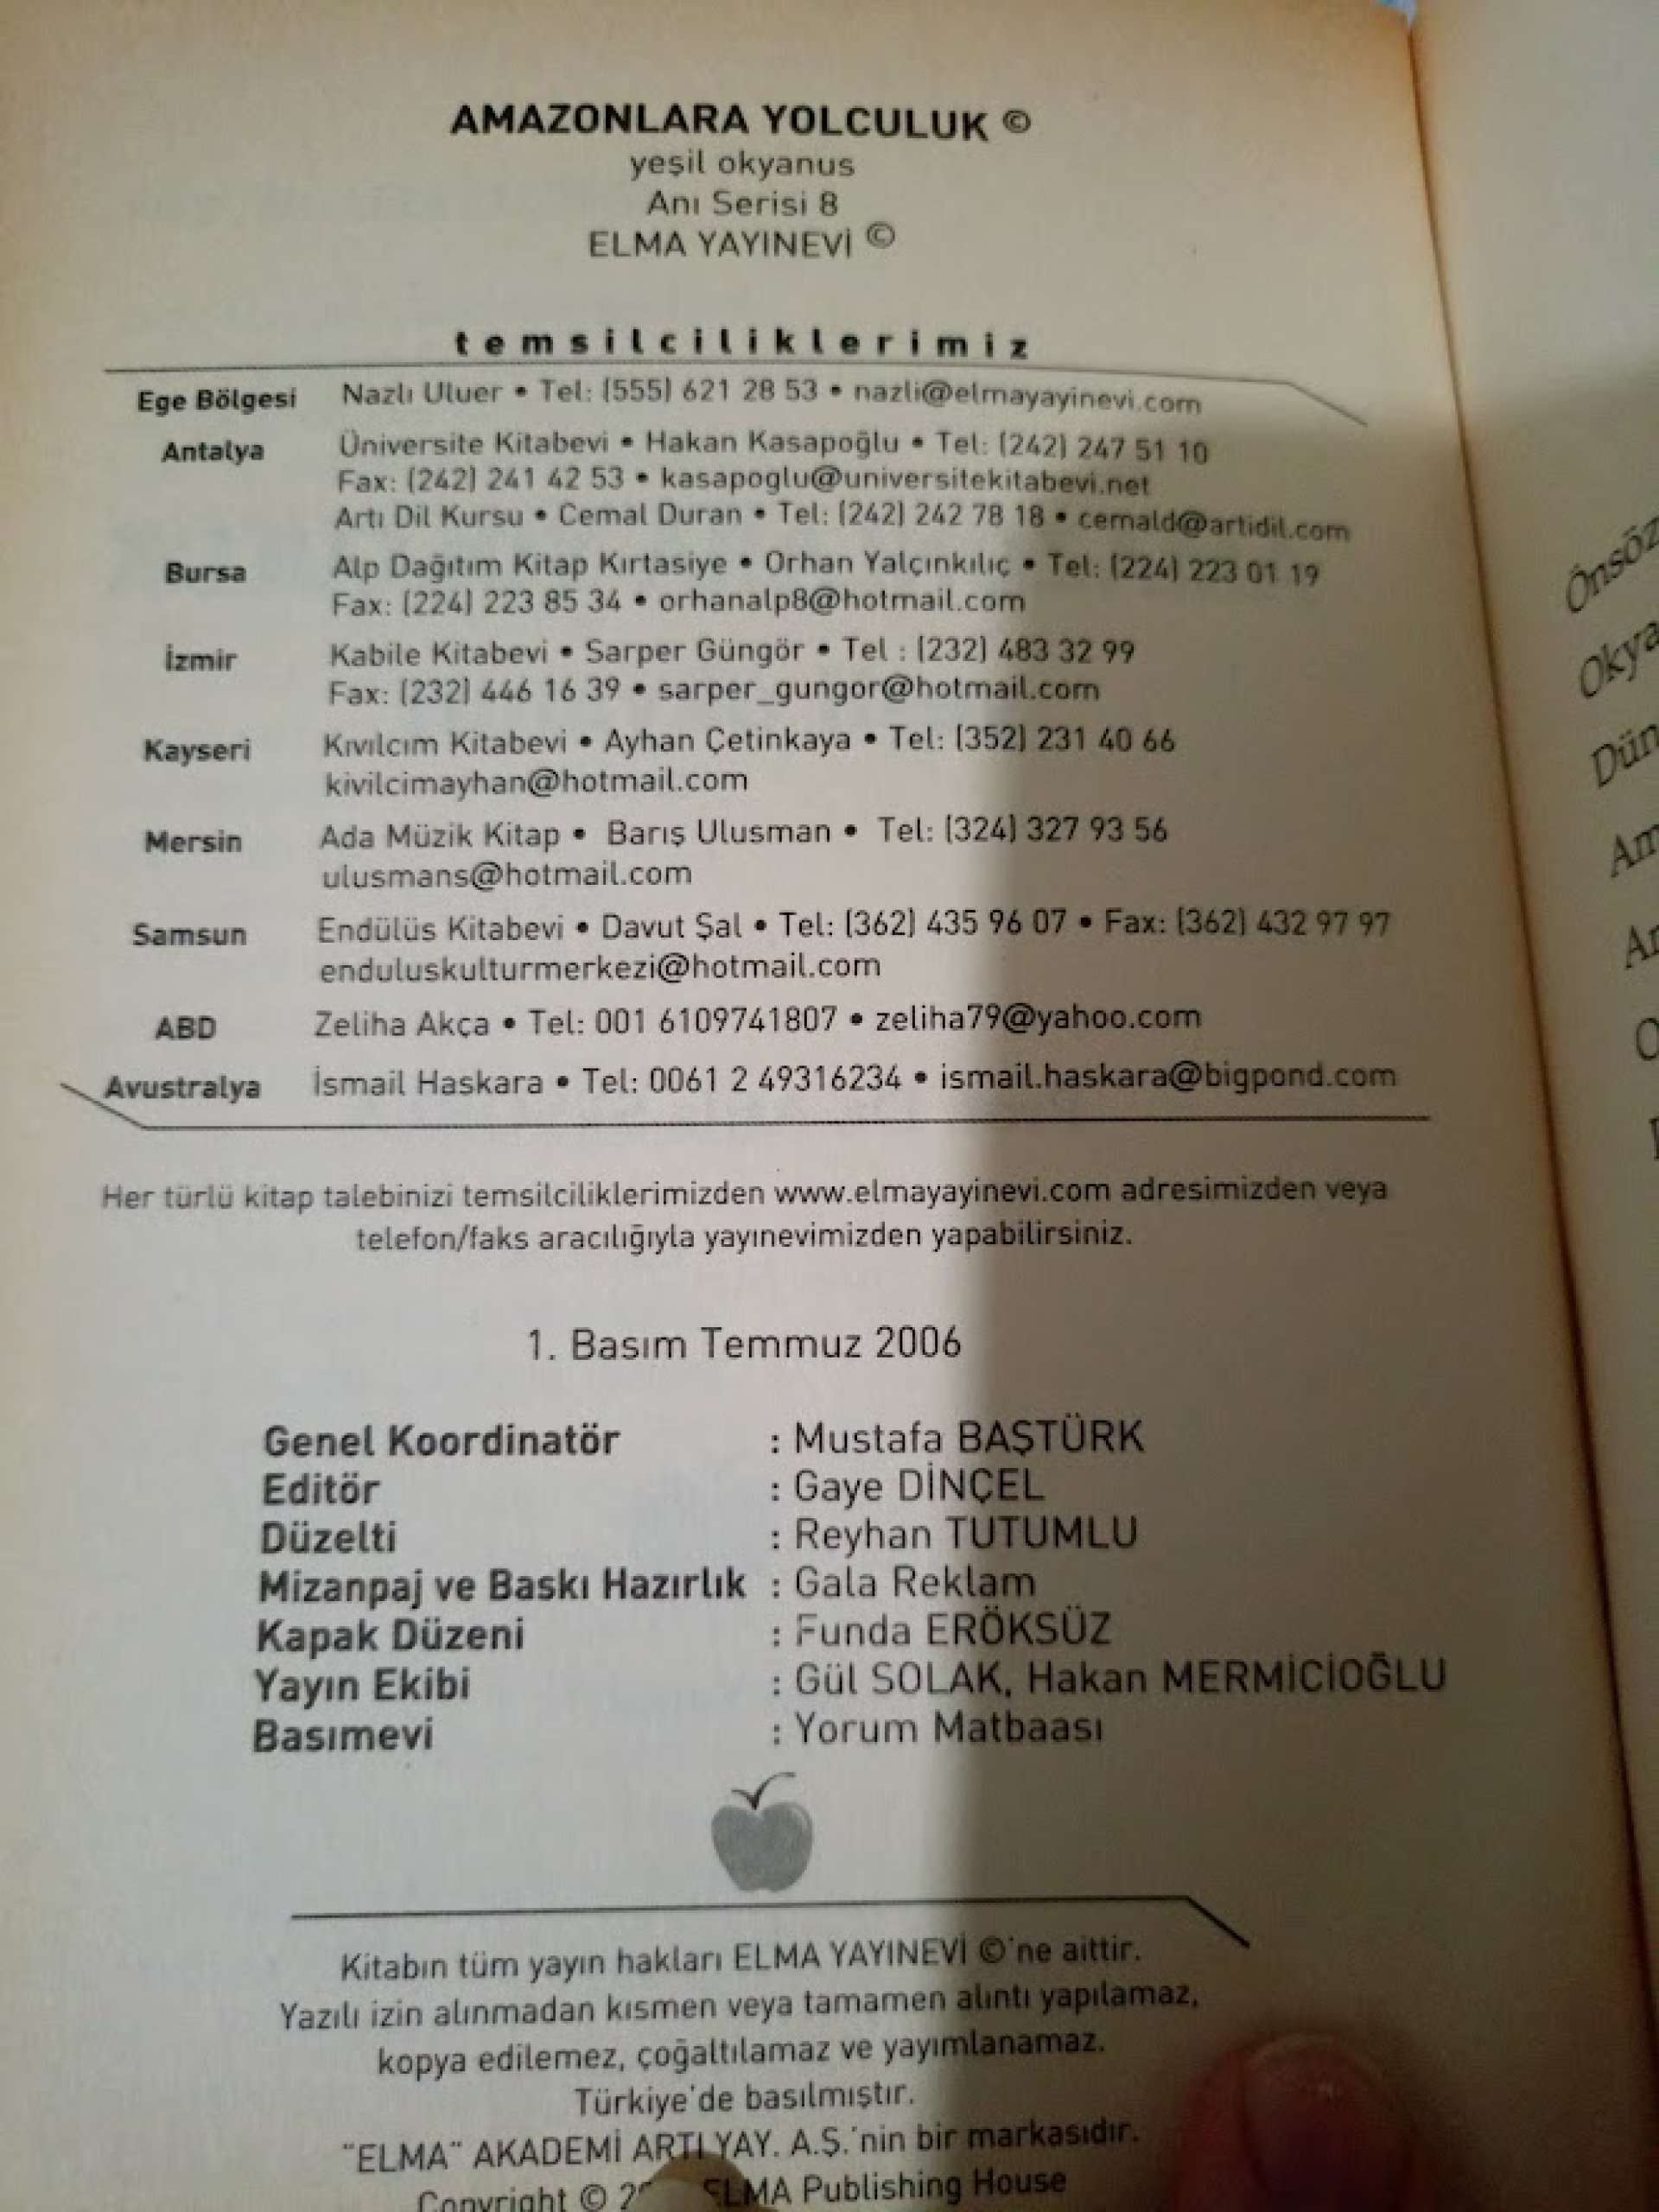 AMAZONLARA YOLCULUK ©
yeşil okyanus
Anı Serisi 8
ELMA YAYINEVİ ©
temsilciliklerimiz
Ege Bölgesi Nazlı Uluer • Tel: (555) 621 28 53 • nazli@elmayayinevi.com
Antalya Üniversite Kitabevi • Hakan Kasapoğlu • Tel: (242) 247 51 10
Fax: (242) 241 42 53 • kasapoglu@universitekitabevi.net
Artı Dil Kursu • Cemal Duran • Tel: (242) 242 78 18 • cemald@artidil.com
Bursa Alp Dağıtım Kitap Kırtasiye • Orhan Yalçınkılıç • Tel: (224) 223 01 19
Fax: (224) 223 85 34 • orhanalp8@hotmail.com
İzmir Kabile Kitabevi • Sarper Güngör • Tel : (232) 483 32 99
Fax: (232) 446 16 39 • sarper_gungor@hotmail.com
Kayseri Kıvılcım Kitabevi • Ayhan Çetinkaya • Tel: (352) 231 40 66
kivilcimayhan@hotmail.com
Mersin Ada Müzik Kitap • Barış Ulusman • Tel: (324) 327 93 56
ulusmans@hotmail.com
Samsun Endülüs Kitabevi • Davut Şal • Tel: (362) 435 96 07 • Fax: (362) 432 97 97
enduluskulturmerkezi@hotmail.com
ABD Zeliha Akça • Tel: 001 6109741807 • zeliha79@yahoo.com
Avustralya İsmail Haskara • Tel: 0061 2 49316234 • ismail.haskara@bigpond.com
Her türlü kitap talebinizi temsilciliklerimizden www.elmayayinevi.com adresimizden veya
telefon/faks aracılığıyla yayınevimizden yapabilirsiniz.
1. Basım Temmuz 2006
Genel Koordinatör : Mustafa BAŞTÜRK
Editör : Gaye DİNÇEL
Düzelti : Reyhan TUTUMLU
Mizanpaj ve Baskı Hazırlık : Gala Reklam
Kapak Düzeni : Funda ERÖKSÜZ
Yayın Ekibi : Gül SOLAK, Hakan MERMİCİOĞLU
Basımevi : Yorum Matbaası
Kitabın tüm yayın hakları ELMA YAYINEVİ ©'ne aittir.
Yazılı izin alınmadan kısmen veya tamamen alıntı yapılamaz,
kopya edilemez, çoğaltılamaz ve yayımlanamaz.
Türkiye'de basılmıştır.
"ELMA" AKADEMİ ARTI YAY. A.Ş.'nin bir markasıdır.
Copyright © ELMA Publishing House
Önsöz